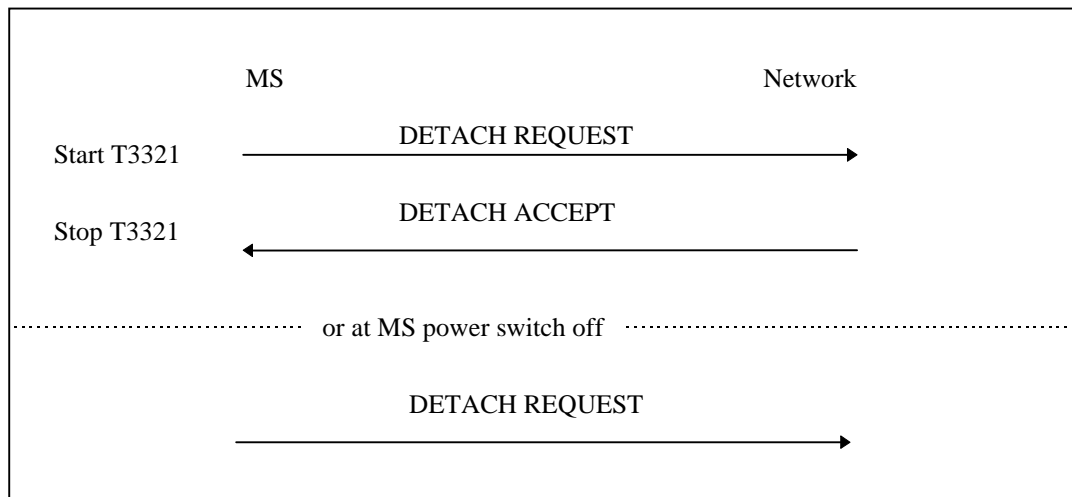 MS
Network
Start T3321
DETACH REQUEST
Stop T3321
DETACH ACCEPT
or at MS power switch off
DETACH REQUEST